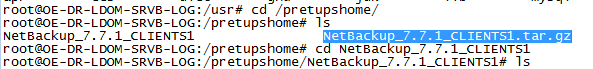 root@OE-DR-LDOM-SRVB-LOG:/usr# cd /pretupshome/
root@OE-DR-LDOM-SRVB-LOG:/pretupshome# ls
NetBackup_7.7.1_CLIENTS1 NetBackup_7.7.1_CLIENTS1.tar.gz
root@OE-DR-LDOM-SRVB-LOG:/pretupshome# cd NetBackup_7.7.1_CLIENTS1
root@OE-DR-LDOM-SRVB-LOG:/pretupshome/NetBackup_7.7.1_CLIENTS1# ls